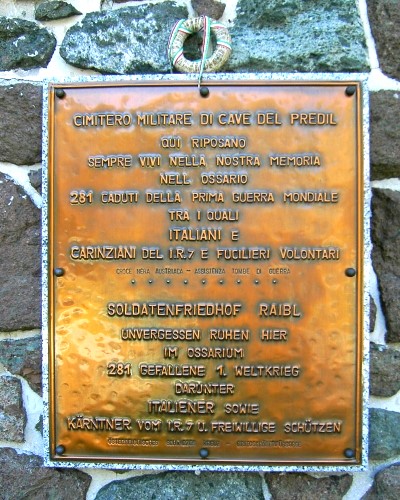 CIMITERO MILITARE DI CAVE DEL PREDIL
QUI RIPOSANO
SEMPRE VIVI NELLA NOSTRA MEMORIA
NELL OSSARIO
281 CADUTI DELLA PRIMA GUERRA MONDIALE
TRA I QUALI
ITALIANI E
CARINZIANI DEL I.R.7 E FUCILIERI VOLONTARI
CROCE NERA AUSTRIACA - ASSISTENZA TOMBE DI GUERRA
SOLDATENFRIEDHOF RAIBL
UNVERGESSEN RUHEN HIER
IM OSSARIUM
281 GEFALLENE 1. WELTKRIEG
DARUNTER
ITALIENER SOWIE
KÄRNTNER VOM I.R.7 U. FREIWILLIGE SCHÜTZEN